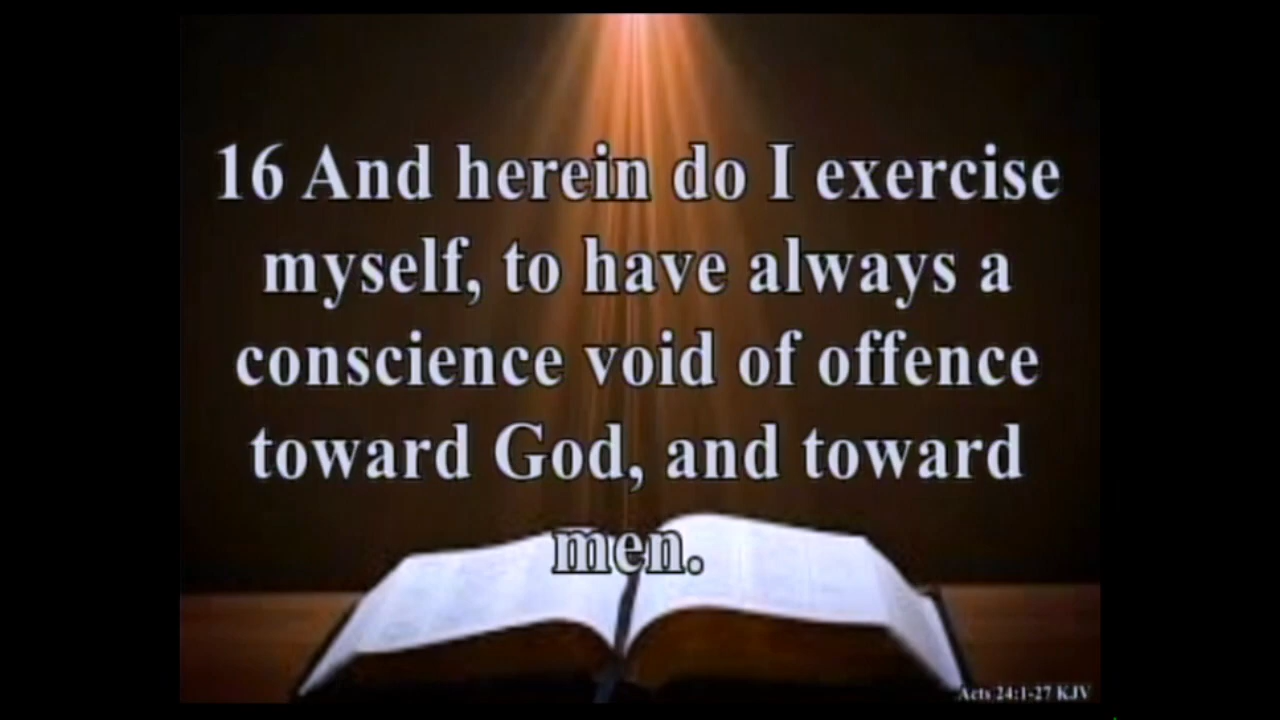 16 And herein do I exercise
myself, to have always a
conscience void of offence
toward God, and toward
men.
Acts 24:1-27 KJV